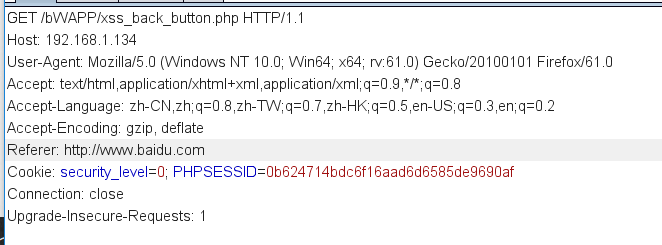 GET /bWAPP/xss_back_button.php HTTP/1.1
Host: 192.168.1.134
User-Agent: Mozilla/5.0 (Windows NT 10.0; Win64; x64; rv:61.0) Gecko/20100101 Firefox/61.0
Accept: text/html,application/xhtml+xml,application/xml;q=0.9,*/*;q=0.8
Accept-Language: zh-CN,zh;q=0.8,zh-TW;q=0.7,zh-HK;q=0.5,en-US;q=0.3,en;q=0.2
Accept-Encoding: gzip, deflate
Referer: http://www.baidu.com
Cookie: security_level=0; PHPSESSID=0b624714bdc6f16aad6d6585de9690af
Connection: close
Upgrade-Insecure-Requests: 1